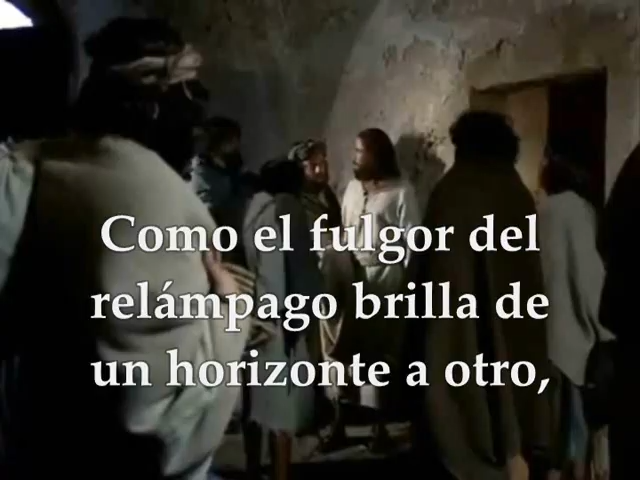 Como el fulgor del
relámpago brilla de
un horizonte a otro,